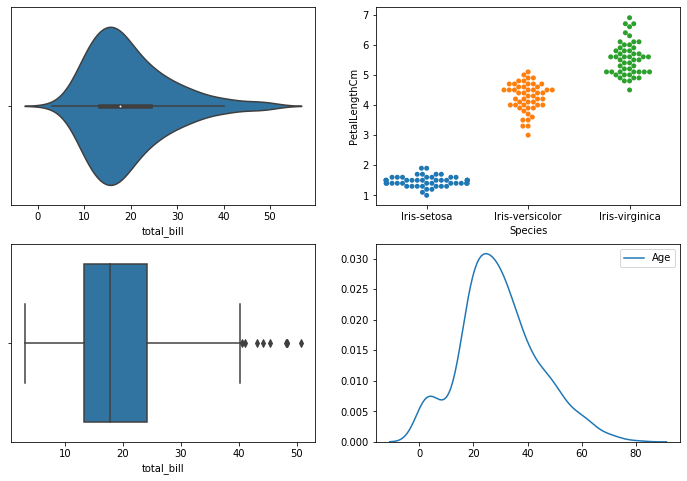 0 10 20 30 40 50
total_bill
7
6
5
4
3
2
1
PetalLengthCm
Iris-setosa Iris-versicolor Iris-virginica
Species
10 20 30 40 50
total_bill
Age
0.030
0.025
0.020
0.015
0.010
0.005
0.000
0 20 40 60 80